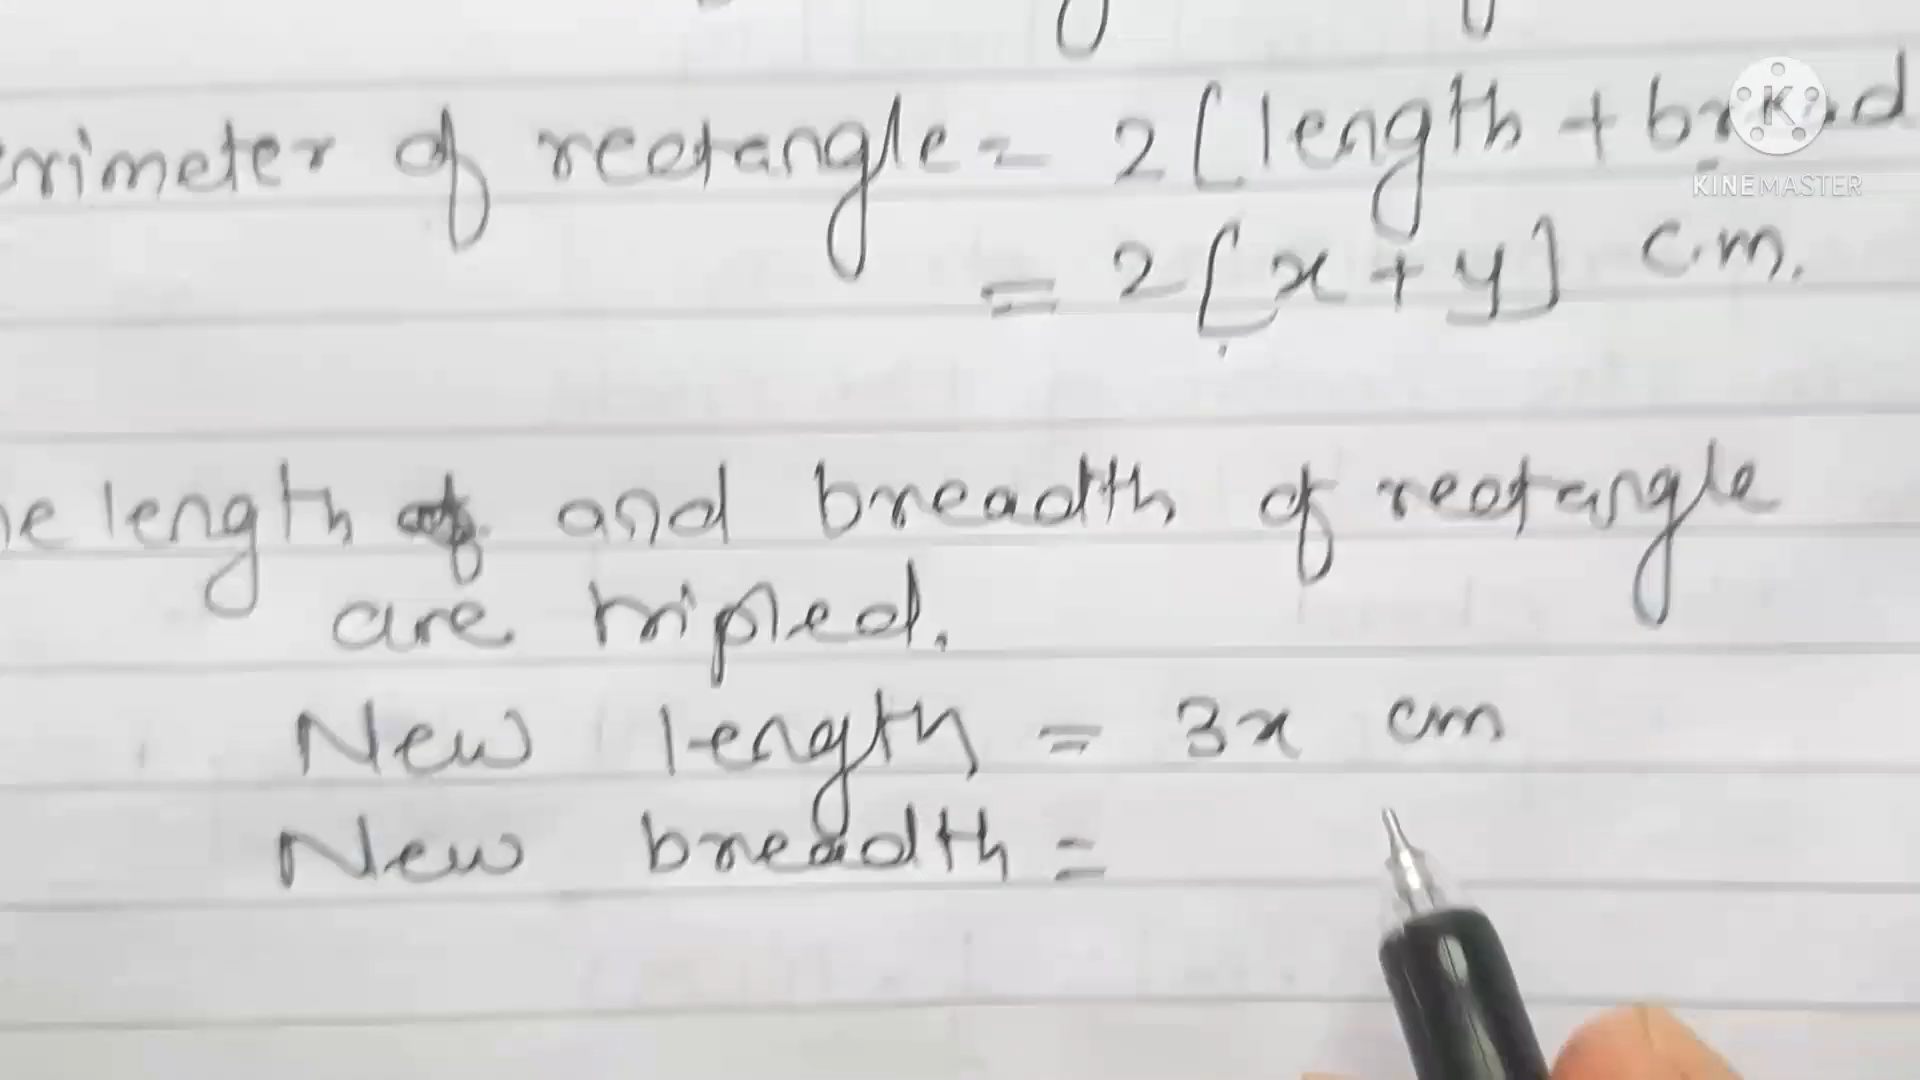 rimeter of rectangle = 2[length +
= 2[x+y] cm.
length and breadth of rectangle
are tripled.
New length = 3x cm
New breadth =
K
KINEMASTER